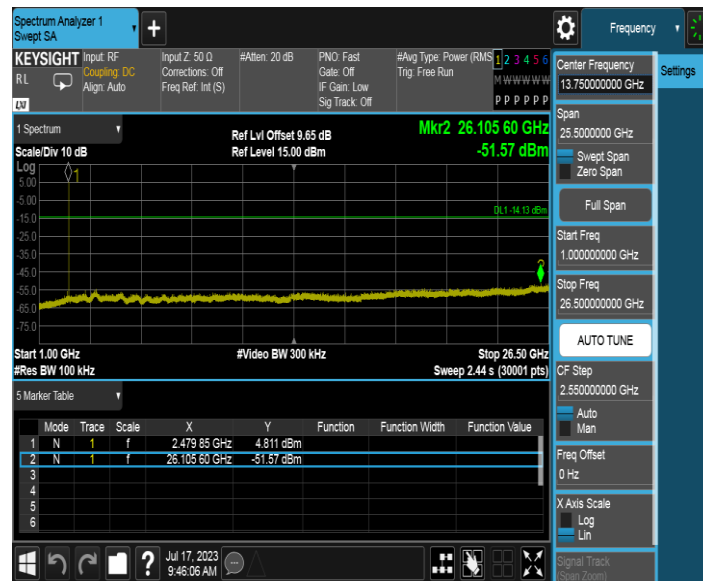 Spectrum Analyzer 1
Swept SA
+
Frequency
Settings
KEYSIGHT
RL
LXI
Input: RF
Coupling: DC
Align: Auto
Input Z: 50 Ω
Corrections: Off
Freq Ref: Int (S)
#Atten: 20 dB
PNO: Fast
Gate: Off
IF Gain: Low
Sig Track: Off
#Avg Type: Power (RMS
Trig: Free Run
1 2 3 4 5 6
M W W W W W
P P P P P P
1 Spectrum
Scale/Div 10 dB
Ref Lvl Offset 9.65 dB
Ref Level 15.00 dBm
Mkr2 26.105 60 GHz
-51.57 dBm
Log
5.00
-5.00
-15.0
-25.0
-35.0
-45.0
-55.0
-65.0
-75.0
1
DL1 -14.13 dBm
2
Start 1.00 GHz
#Res BW 100 kHz
#Video BW 300 kHz
Stop 26.50 GHz
Sweep 2.44 s (30001 pts)
5 Marker Table
Mode Trace Scale X Y Function Function Width Function Value
1 N 1 f 2.479 85 GHz 4.811 dBm
2 N 1 f 26.105 60 GHz -51.57 dBm
3
4
5
6
Center Frequency
13.750000000 GHz
Span
25.5000000 GHz
Swept Span
Zero Span
Full Span
Start Freq
1.000000000 GHz
Stop Freq
26.500000000 GHz
AUTO TUNE
CF Step
2.550000000 GHz
Auto
Man
Freq Offset
0 Hz
X Axis Scale
Log
Lin
Signal Track
(Span Zoom)
?
Jul 17, 2023
9:46:06 AM